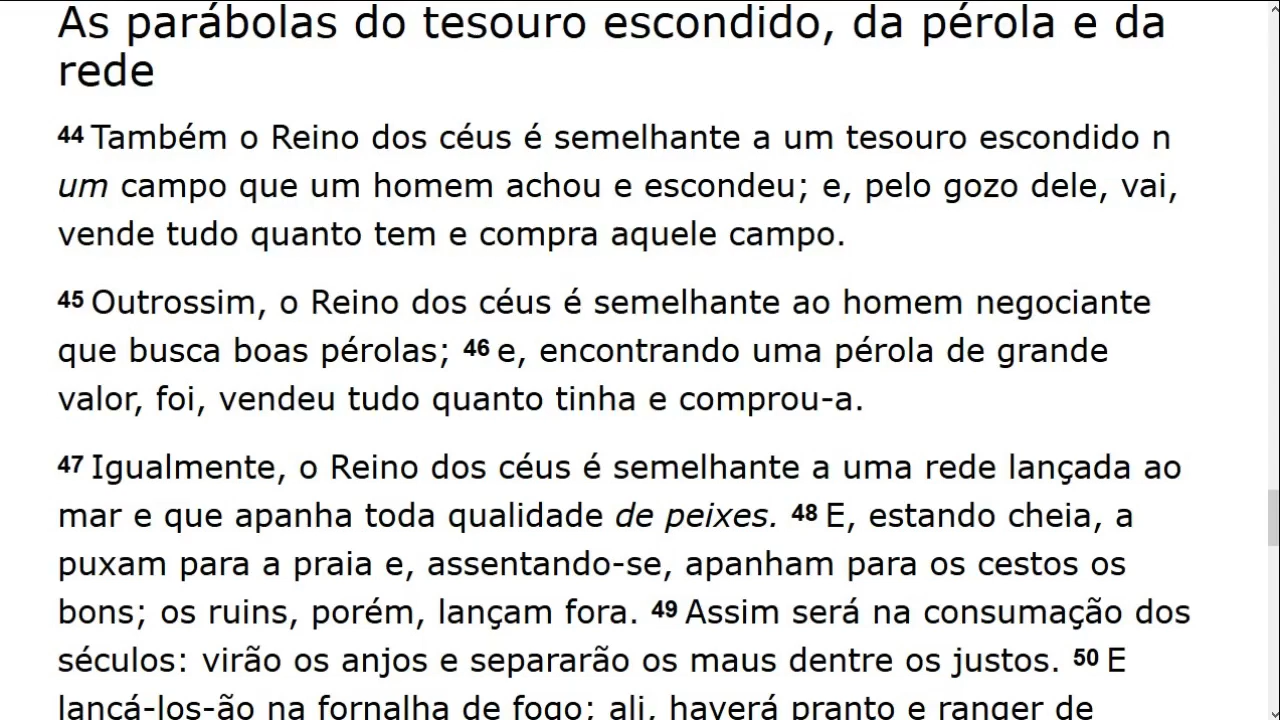 As parábolas do tesouro escondido, da pérola e da
rede
44 Também o Reino dos céus é semelhante a um tesouro escondido n
um campo que um homem achou e escondeu; e, pelo gozo dele, vai,
vende tudo quanto tem e compra aquele campo.
45 Outrossim, o Reino dos céus é semelhante ao homem negociante
que busca boas pérolas; 46 e, encontrando uma pérola de grande
valor, foi, vendeu tudo quanto tinha e comprou-a.
47 Igualmente, o Reino dos céus é semelhante a uma rede lançada ao
mar e que apanha toda qualidade de peixes. 48 E, estando cheia, a
puxam para a praia e, assentando-se, apanham para os cestos os
bons; os ruins, porém, lançam fora. 49 Assim será na consumação dos
séculos: virão os anjos e separarão os maus dentre os justos. 50 E
lançá-los-ão na fornalha de fogo; ali, haverá pranto e ranger de